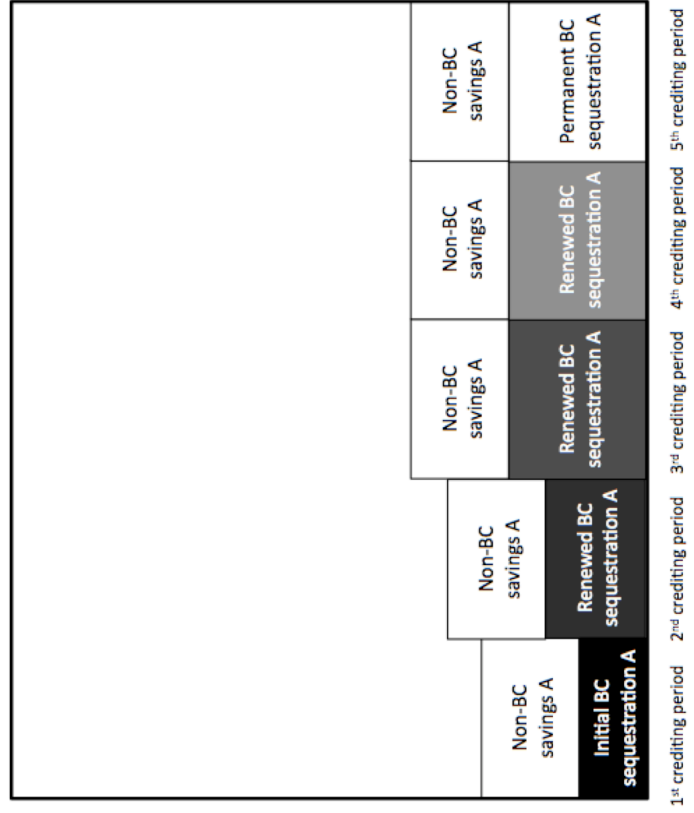 Non-BC
savings A
Initial BC
sequestration A
1st crediting period
Non-BC
savings A
Renewed BC
sequestration A
2nd crediting period
Non-BC
savings A
Renewed BC
sequestration A
3rd crediting period
Non-BC
savings A
Renewed BC
sequestration A
4th crediting period
Non-BC
savings A
Permanent BC
sequestration A
5th crediting period